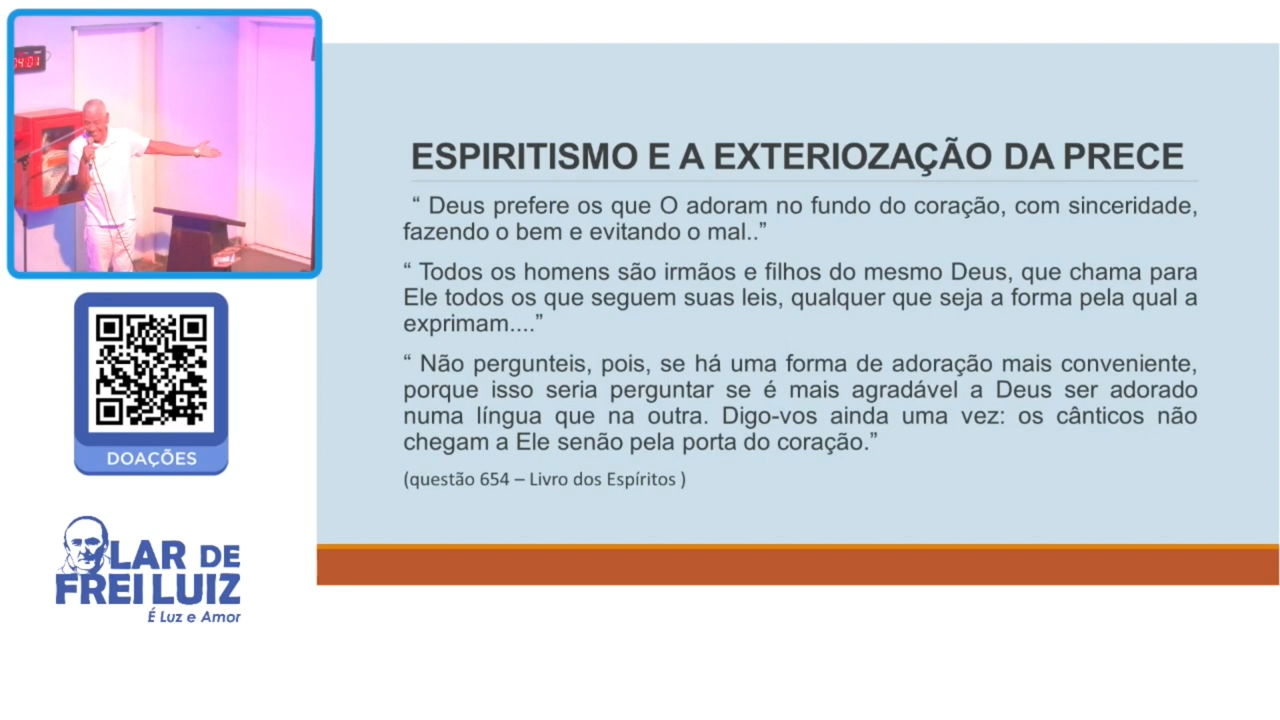 04:01
ESPIRITISMO E A EXTERIOZAÇÃO DA PRECE
“ Deus prefere os que O adoram no fundo do coração, com sinceridade,
fazendo o bem e evitando o mal..”
“ Todos os homens são irmãos e filhos do mesmo Deus, que chama para
Ele todos os que seguem suas leis, qualquer que seja a forma pela qual a
exprimam....”
“ Não pergunteis, pois, se há uma forma de adoração mais conveniente,
porque isso seria perguntar se é mais agradável a Deus ser adorado
numa língua que na outra. Digo-vos ainda uma vez: os cânticos não
chegam a Ele senão pela porta do coração.”
(questão 654 – Livro dos Espíritos )
DOAÇÕES
LAR DE
FREI LUIZ
É Luz e Amor